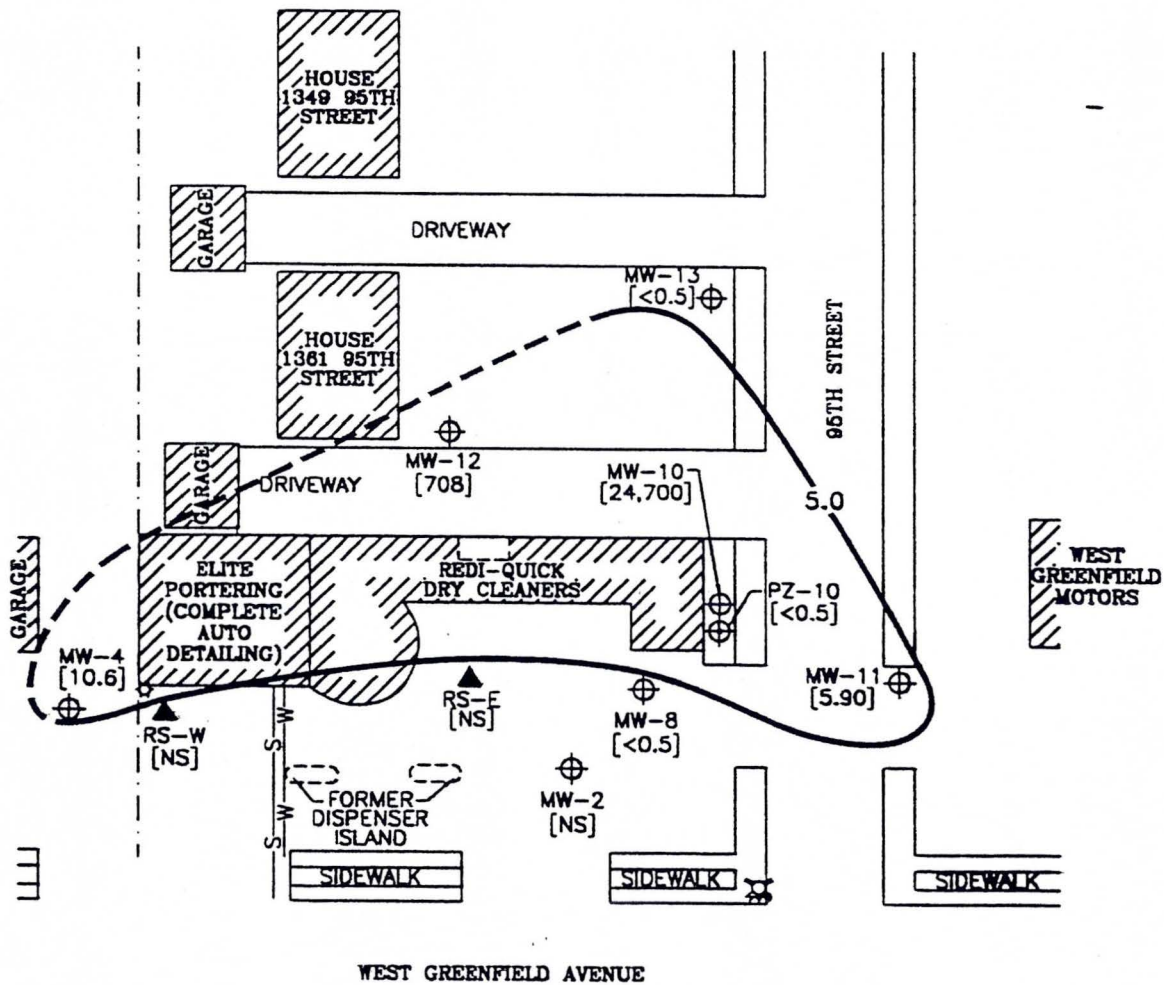 HOUSE
1349 95TH
STREET
GARAGE
DRIVEWAY
MW-13
[<0.5]
HOUSE
1361 95TH
STREET
95TH STREET
MW-12
[708]
MW-10
[24,700]
GARAGE
DRIVEWAY
5.0
GARAGE
ELITE
PORTERING
(COMPLETE
AUTO
DETAILING)
REDI-QUICK
DRY CLEANERS
PZ-10
[<0.5]
WEST
GREENFIELD
MOTORS
MW-4
[10.6]
MW-11
[5.90]
RS-W
[NS]
RS-E
[NS]
MW-8
[<0.5]
W
S
W
S
FORMER
DISPENSER
ISLAND
MW-2
[NS]
SIDEWALK
SIDEWALK
SIDEWALK
WEST GREENFIELD AVENUE